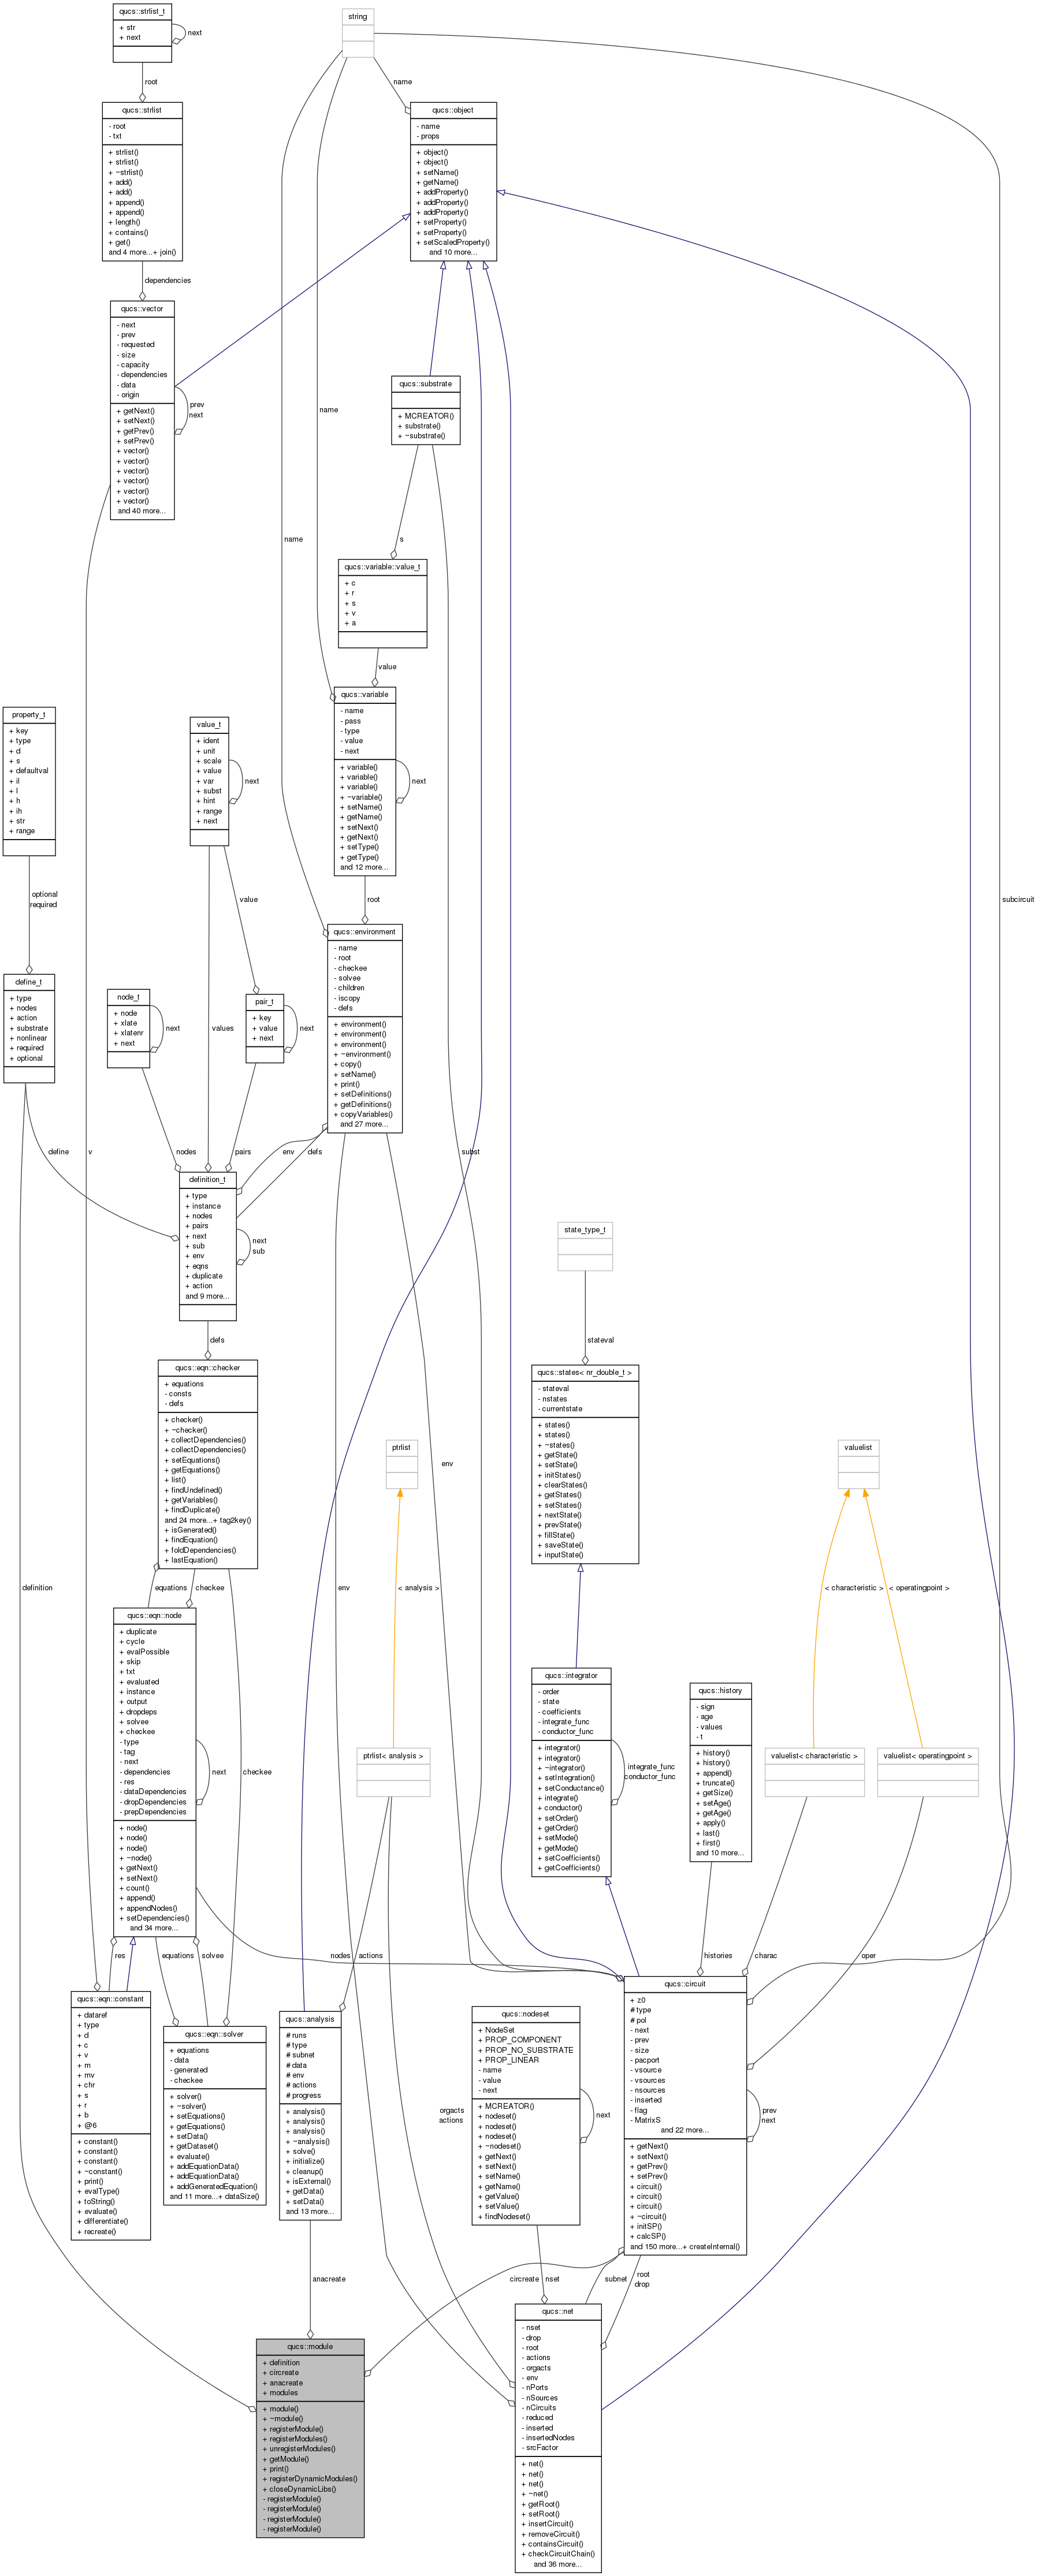 qucs::strlist_t
+ str
+ next
next
root
string
name
qucs::strlist
- root
- txt
+ strlist()
+ strlist()
+ ~strlist()
+ add()
+ add()
+ append()
+ append()
+ length()
+ contains()
+ get()
and 4 more...+ join()
dependencies
qucs::object
- name
- props
+ object()
+ object()
+ setName()
+ getName()
+ addProperty()
+ addProperty()
+ addProperty()
+ setProperty()
+ setProperty()
+ setScaledProperty()
and 10 more...
qucs::vector
- next
- prev
- requested
- size
- capacity
- dependencies
- data
- origin
+ getNext()
+ setNext()
+ getPrev()
+ setPrev()
+ vector()
+ vector()
+ vector()
+ vector()
+ vector()
+ vector()
and 40 more...
prev
next
name
name
qucs::substrate
+ MCREATOR()
+ substrate()
+ ~substrate()
s
qucs::variable::value_t
+ c
+ r
+ s
+ v
+ a
value
qucs::variable
- name
- pass
- type
- value
- next
+ variable()
+ variable()
+ variable()
+ ~variable()
+ setName()
+ getName()
+ setNext()
+ getNext()
+ setType()
+ getType()
and 12 more...
next
root
property_t
+ key
+ type
+ d
+ s
+ defaultval
+ il
+ l
+ h
+ ih
+ str
+ range
optional
required
value_t
+ ident
+ unit
+ scale
+ value
+ var
+ subst
+ hint
+ range
+ next
next
value
values
subcircuit
qucs::environment
- name
- root
- checkee
- solvee
- children
- iscopy
- defs
+ environment()
+ environment()
+ environment()
+ ~environment()
+ copy()
+ setName()
+ print()
+ setDefinitions()
+ getDefinitions()
+ copyVariables()
and 27 more...
define_t
+ type
+ nodes
+ action
+ substrate
+ nonlinear
+ required
+ optional
node_t
+ node
+ xlate
+ xlatenr
+ next
next
pair_t
+ key
+ value
+ next
next
define
v
nodes
pairs
env
defs
subst
definition_t
+ type
+ instance
+ nodes
+ pairs
+ next
+ sub
+ env
+ eqns
+ duplicate
+ action
and 9 more...
next
sub
defs
state_type_t
stateval
qucs::eqn::checker
+ equations
- consts
- defs
+ checker()
+ ~checker()
+ collectDependencies()
+ collectDependencies()
+ setEquations()
+ getEquations()
+ list()
+ findUndefined()
+ getVariables()
+ findDuplicate()
and 24 more...+ tag2key()
+ isGenerated()
+ findEquation()
+ foldDependencies()
+ lastEquation()
qucs::states< nr_double_t >
- stateval
- nstates
- currentstate
+ states()
+ states()
+ ~states()
+ getState()
+ setState()
+ initStates()
+ clearStates()
+ getStates()
+ setStates()
+ nextState()
+ prevState()
+ fillState()
+ saveState()
+ inputState()
ptrlist
valuelist
env
definition
equations
checkee
env
< analysis >
< characteristic >
< operatingpoint >
qucs::eqn::node
+ duplicate
+ cycle
+ evalPossible
+ skip
+ txt
+ evaluated
+ instance
+ output
+ dropdeps
+ solvee
+ checkee
- type
- tag
- next
- dependencies
- res
- dataDependencies
- dropDependencies
- prepDependencies
+ node()
+ node()
+ node()
+ ~node()
+ getNext()
+ setNext()
+ count()
+ append()
+ appendNodes()
+ setDependencies()
and 34 more...
next
checkee
ptrlist< analysis >
qucs::integrator
- order
- state
- coefficients
- integrate_func
- conductor_func
+ integrator()
+ integrator()
+ ~integrator()
+ setIntegration()
+ setConductance()
+ integrate()
+ conductor()
+ setOrder()
+ getOrder()
+ setMode()
+ getMode()
+ setCoefficients()
+ getCoefficients()
integrate_func
conductor_func
qucs::history
- sign
- age
- values
- t
+ history()
+ history()
+ append()
+ truncate()
+ getSize()
+ setAge()
+ getAge()
+ apply()
+ last()
+ first()
and 10 more...
valuelist< characteristic >
valuelist< operatingpoint >
res
equations
solvee
nodes
actions
histories
charac
oper
qucs::eqn::constant
+ dataref
+ type
+ d
+ c
+ v
+ m
+ mv
+ chr
+ s
+ r
+ b
+ @6
+ constant()
+ constant()
+ constant()
+ ~constant()
+ print()
+ evalType()
+ toString()
+ evaluate()
+ differentiate()
+ recreate()
qucs::eqn::solver
+ equations
- data
- generated
- checkee
+ solver()
+ ~solver()
+ setEquations()
+ getEquations()
+ setData()
+ getDataset()
+ evaluate()
+ addEquationData()
+ addEquationData()
+ addGeneratedEquation()
and 11 more...+ dataSize()
qucs::analysis
# runs
# type
# subnet
# data
# env
# actions
# progress
+ analysis()
+ analysis()
+ analysis()
+ ~analysis()
+ solve()
+ initialize()
+ cleanup()
+ isExternal()
+ getData()
+ setData()
and 13 more...
orgacts
actions
qucs::nodeset
+ NodeSet
+ PROP_COMPONENT
+ PROP_NO_SUBSTRATE
+ PROP_LINEAR
- name
- value
- next
+ MCREATOR()
+ nodeset()
+ nodeset()
+ nodeset()
+ ~nodeset()
+ getNext()
+ setNext()
+ setName()
+ getName()
+ getValue()
+ setValue()
+ findNodeset()
next
qucs::circuit
+ z0
# type
# pol
- next
- prev
- size
- pacport
- vsource
- vsources
- nsources
- inserted
- flag
- MatrixS
and 22 more...
+ getNext()
+ setNext()
+ getPrev()
+ setPrev()
+ circuit()
+ circuit()
+ circuit()
+ ~circuit()
+ initSP()
+ calcSP()
and 150 more...+ createInternal()
prev
next
anacreate
circreate
nset
subnet
root
drop
qucs::module
+ definition
+ circreate
+ anacreate
+ modules
+ module()
+ ~module()
+ registerModule()
+ registerModules()
+ unregisterModules()
+ getModule()
+ print()
+ registerDynamicModules()
+ closeDynamicLibs()
- registerModule()
- registerModule()
- registerModule()
- registerModule()
qucs::net
- nset
- drop
- root
- actions
- orgacts
- env
- nPorts
- nSources
- nCircuits
- reduced
- inserted
- insertedNodes
- srcFactor
+ net()
+ net()
+ net()
+ ~net()
+ getRoot()
+ setRoot()
+ insertCircuit()
+ removeCircuit()
+ containsCircuit()
+ checkCircuitChain()
and 36 more...